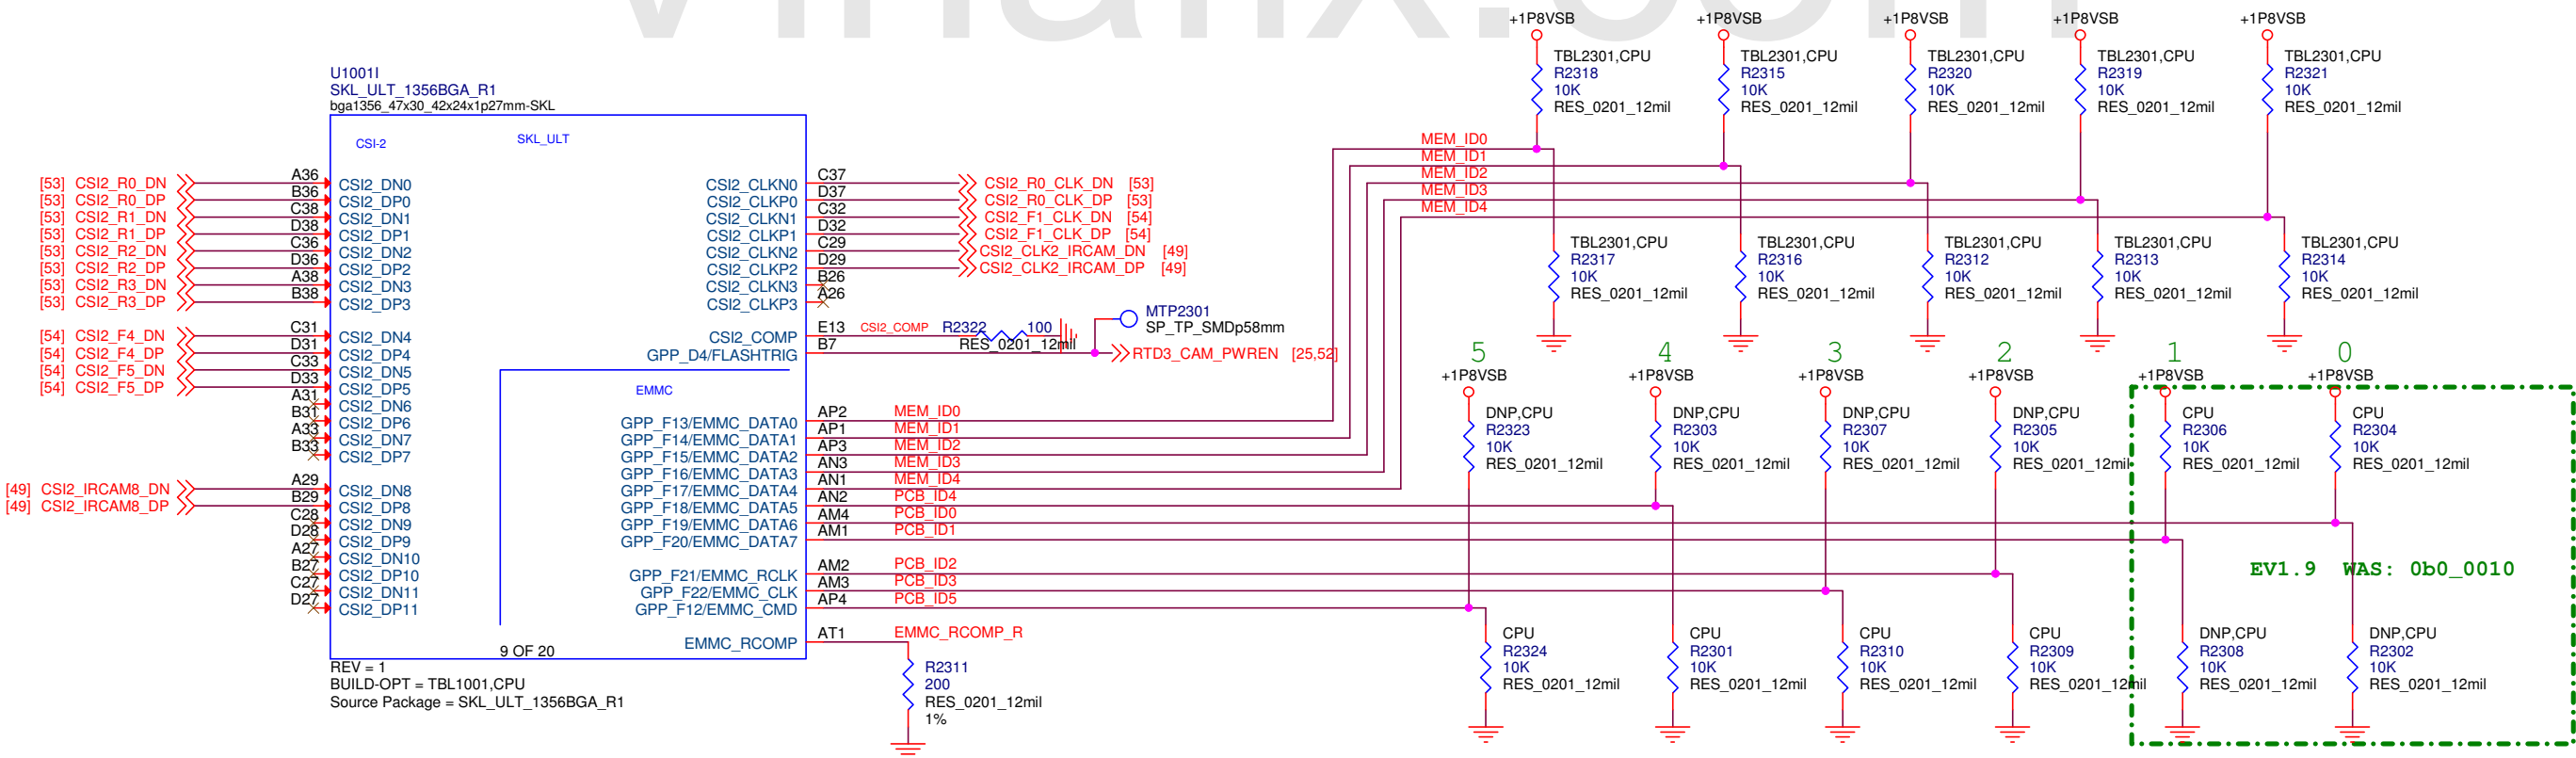 vinafix.com
U1001I
SKL_ULT_1356BGA_R1
bga1356_47x30_42x24x1p27mm-SKL
CSI-2
SKL_ULT
[53] CSI2_R0_DN A36 CSI2_DN0
[53] CSI2_R0_DP B36 CSI2_DP0
[53] CSI2_R1_DN C38 CSI2_DN1
[53] CSI2_R1_DP D38 CSI2_DP1
[53] CSI2_R2_DN C36 CSI2_DN2
[53] CSI2_R2_DP D36 CSI2_DP2
[53] CSI2_R3_DN A38 CSI2_DN3
[53] CSI2_R3_DP B38 CSI2_DP3
[54] CSI2_F4_DN C31 CSI2_DN4
[54] CSI2_F4_DP D31 CSI2_DP4
[54] CSI2_F5_DN C33 CSI2_DN5
[54] CSI2_F5_DP D33 CSI2_DP5
A31 CSI2_DN6
B31 CSI2_DP6
A33 CSI2_DN7
B33 CSI2_DP7
[49] CSI2_IRCAM8_DN A29 CSI2_DN8
[49] CSI2_IRCAM8_DP B29 CSI2_DP8
C28 CSI2_DN9
D28 CSI2_DP9
A27 CSI2_DN10
B27 CSI2_DP10
C27 CSI2_DN11
D27 CSI2_DP11
CSI2_CLKN0 C37 CSI2_R0_CLK_DN [53]
CSI2_CLKP0 D37 CSI2_R0_CLK_DP [53]
CSI2_CLKN1 C32 CSI2_F1_CLK_DN [54]
CSI2_CLKP1 D32 CSI2_F1_CLK_DP [54]
CSI2_CLKN2 C29 CSI2_CLK2_IRCAM_DN [49]
CSI2_CLKP2 D29 CSI2_CLK2_IRCAM_DP [49]
CSI2_CLKN3 B26
CSI2_CLKP3 A26
CSI2_COMP E13 CSI2_COMP R2322 100
RES_0201_12mil
GPP_D4/FLASHTRIG B7 RTD3_CAM_PWREN [25,52]
MTP2301
SP_TP_SMDp58mm
EMMC
GPP_F13/EMMC_DATA0 AP2 MEM_ID0
GPP_F14/EMMC_DATA1 AP1 MEM_ID1
GPP_F15/EMMC_DATA2 AP3 MEM_ID2
GPP_F16/EMMC_DATA3 AN3 MEM_ID3
GPP_F17/EMMC_DATA4 AN1 MEM_ID4
GPP_F18/EMMC_DATA5 AN2 PCB_ID4
GPP_F19/EMMC_DATA6 AM4 PCB_ID0
GPP_F20/EMMC_DATA7 AM1 PCB_ID1
GPP_F21/EMMC_RCLK AM2 PCB_ID2
GPP_F22/EMMC_CLK AM3 PCB_ID3
GPP_F12/EMMC_CMD AP4 PCB_ID5
EMMC_RCOMP AT1 EMMC_RCOMP_R
9 OF 20
REV = 1
BUILD-OPT = TBL1001,CPU
Source Package = SKL_ULT_1356BGA_R1
R2311
200
RES_0201_12mil
1%
+1P8VSB +1P8VSB +1P8VSB +1P8VSB +1P8VSB
TBL2301,CPU TBL2301,CPU TBL2301,CPU TBL2301,CPU TBL2301,CPU
R2318 R2315 R2320 R2319 R2321
10K 10K 10K 10K 10K
RES_0201_12mil RES_0201_12mil RES_0201_12mil RES_0201_12mil RES_0201_12mil
MEM_ID0
MEM_ID1
MEM_ID2
MEM_ID3
MEM_ID4
TBL2301,CPU TBL2301,CPU TBL2301,CPU TBL2301,CPU TBL2301,CPU
R2317 R2316 R2312 R2313 R2314
10K 10K 10K 10K 10K
RES_0201_12mil RES_0201_12mil RES_0201_12mil RES_0201_12mil RES_0201_12mil
5 4 3 2 1 0
+1P8VSB +1P8VSB +1P8VSB +1P8VSB +1P8VSB +1P8VSB
DNP,CPU DNP,CPU DNP,CPU DNP,CPU CPU CPU
R2323 R2303 R2307 R2305 R2306 R2304
10K 10K 10K 10K 10K 10K
RES_0201_12mil RES_0201_12mil RES_0201_12mil RES_0201_12mil RES_0201_12mil RES_0201_12mil
EV1.9 WAS: 0b0_0010
CPU CPU CPU CPU DNP,CPU DNP,CPU
R2324 R2301 R2310 R2309 R2308 R2302
10K 10K 10K 10K 10K 10K
RES_0201_12mil RES_0201_12mil RES_0201_12mil RES_0201_12mil RES_0201_12mil RES_0201_12mil